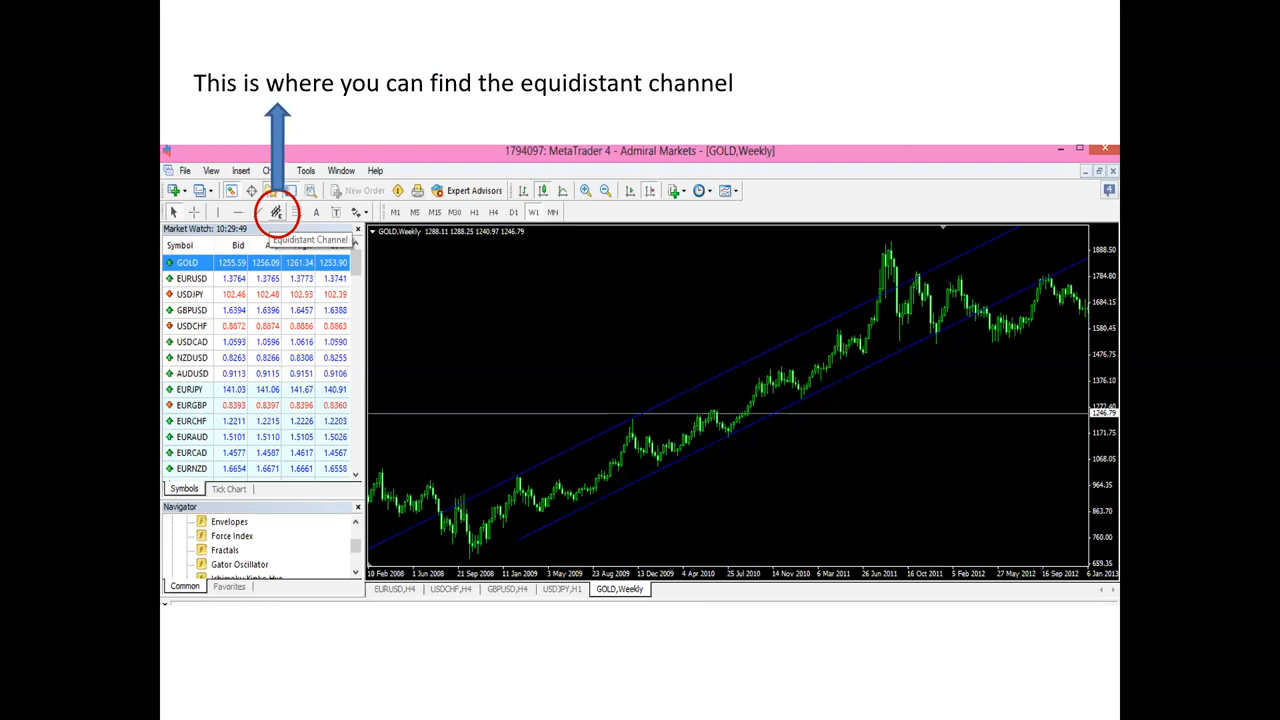 This is where you can find the equidistant channel
1794097: MetaTrader 4 - Admiral Markets - [GOLD,Weekly]
File View Insert Tools Window Help
New Order Expert Advisors 4
A T M1 M5 M15 M30 H1 H4 D1 W1 MN
Market Watch: 10:29:49
Equidistant Channel
Symbol Bid
GOLD 1255.59 1256.09 1261.34 1253.90
EURUSD 1.3764 1.3765 1.3773 1.3741
USDJPY 102.46 102.48 102.93 102.39
GBPUSD 1.6394 1.6396 1.6457 1.6388
USDCHF 0.8872 0.8874 0.8886 0.8863
USDCAD 1.0593 1.0596 1.0616 1.0590
NZDUSD 0.8263 0.8266 0.8308 0.8255
AUDUSD 0.9113 0.9115 0.9151 0.9106
EURJPY 141.03 141.06 141.67 140.91
EURGBP 0.8393 0.8397 0.8396 0.8360
EURCHF 1.2211 1.2215 1.2226 1.2203
EURAUD 1.5101 1.5110 1.5105 1.5026
EURCAD 1.4577 1.4587 1.4617 1.4567
EURNZD 1.6654 1.6671 1.6661 1.6558
Symbols Tick Chart
Navigator
Envelopes
Force Index
Fractals
Gator Oscillator
Common Favorites
GOLD,Weekly 1288.11 1288.25 1240.97 1246.79
1888.50
1784.80
1684.15
1580.45
1476.75
1376.10
1272.40
1246.79
1171.75
1068.05
964.35
863.70
760.00
659.35
10 Feb 2008 1 Jun 2008 21 Sep 2008 11 Jan 2009 3 May 2009 23 Aug 2009 13 Dec 2009 4 Apr 2010 25 Jul 2010 14 Nov 2010 6 Mar 2011 26 Jun 2011 16 Oct 2011 5 Feb 2012 27 May 2012 16 Sep 2012 6 Jan 2013
EURUSD,H4 USDCHF,H4 GBPUSD,H4 USDJPY,H1 GOLD,Weekly